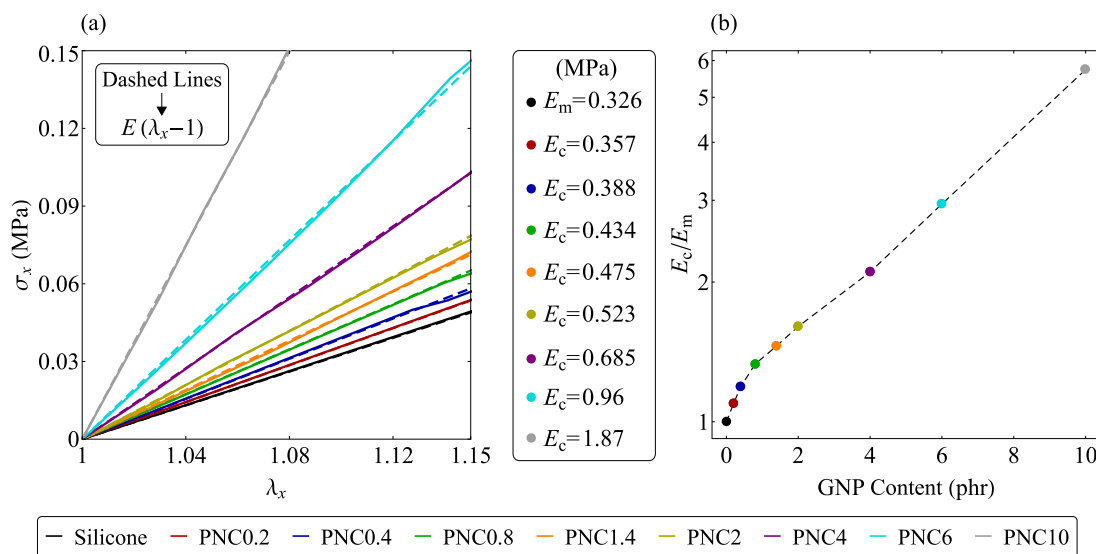 (a)
0.15
0.12
0.09
0.06
0.03
0
σx (MPa)
Dashed Lines
E (λx−1)
1
1.04
1.08
1.12
1.15
λx
(MPa)
Em=0.326
Ec=0.357
Ec=0.388
Ec=0.434
Ec=0.475
Ec=0.523
Ec=0.685
Ec=0.96
Ec=1.87
(b)
6
5
4
3
2
1
Ec/Em
0
2
4
6
8
10
GNP Content (phr)
Silicone PNC0.2 PNC0.4 PNC0.8 PNC1.4 PNC2 PNC4 PNC6 PNC10